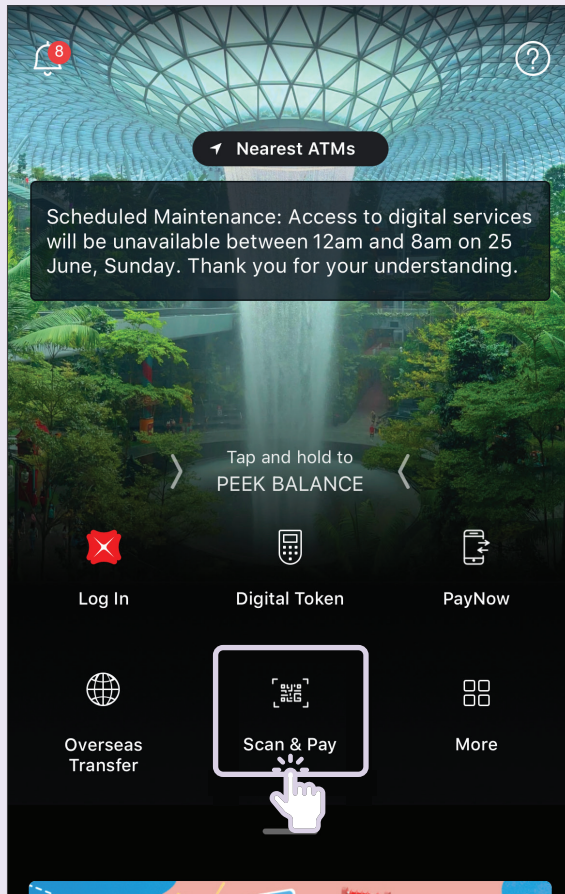 8
?
Nearest ATMs
Scheduled Maintenance: Access to digital services
will be unavailable between 12am and 8am on 25
June, Sunday. Thank you for your understanding.
Tap and hold to
PEEK BALANCE
Log In
Digital Token
PayNow
Overseas
Transfer
Scan & Pay
More